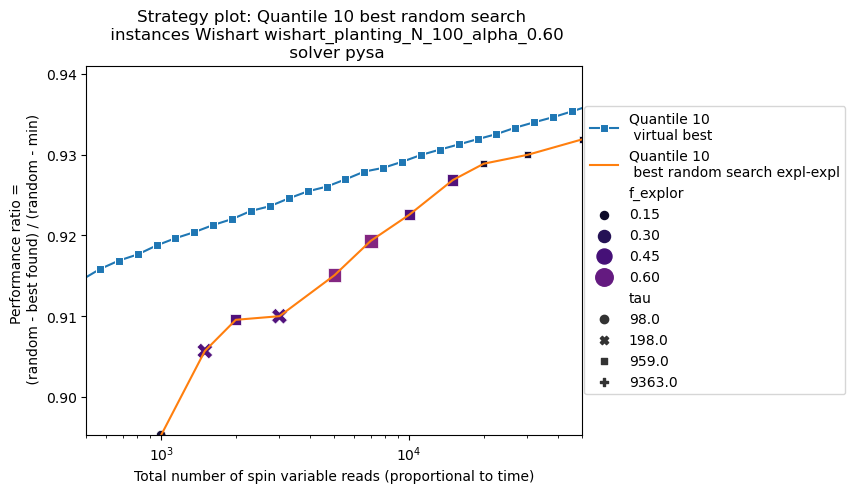 Strategy plot: Quantile 10 best random search
instances Wishart wishart_planting_N_100_alpha_0.60
solver pysa
Performance ratio =
(random - best found) / (random - min)
0.94
0.93
0.92
0.91
0.90
10³
10⁴
Total number of spin variable reads (proportional to time)
Quantile 10
virtual best
Quantile 10
best random search expl-expl
f_explor
0.15
0.30
0.45
0.60
tau
98.0
198.0
959.0
9363.0